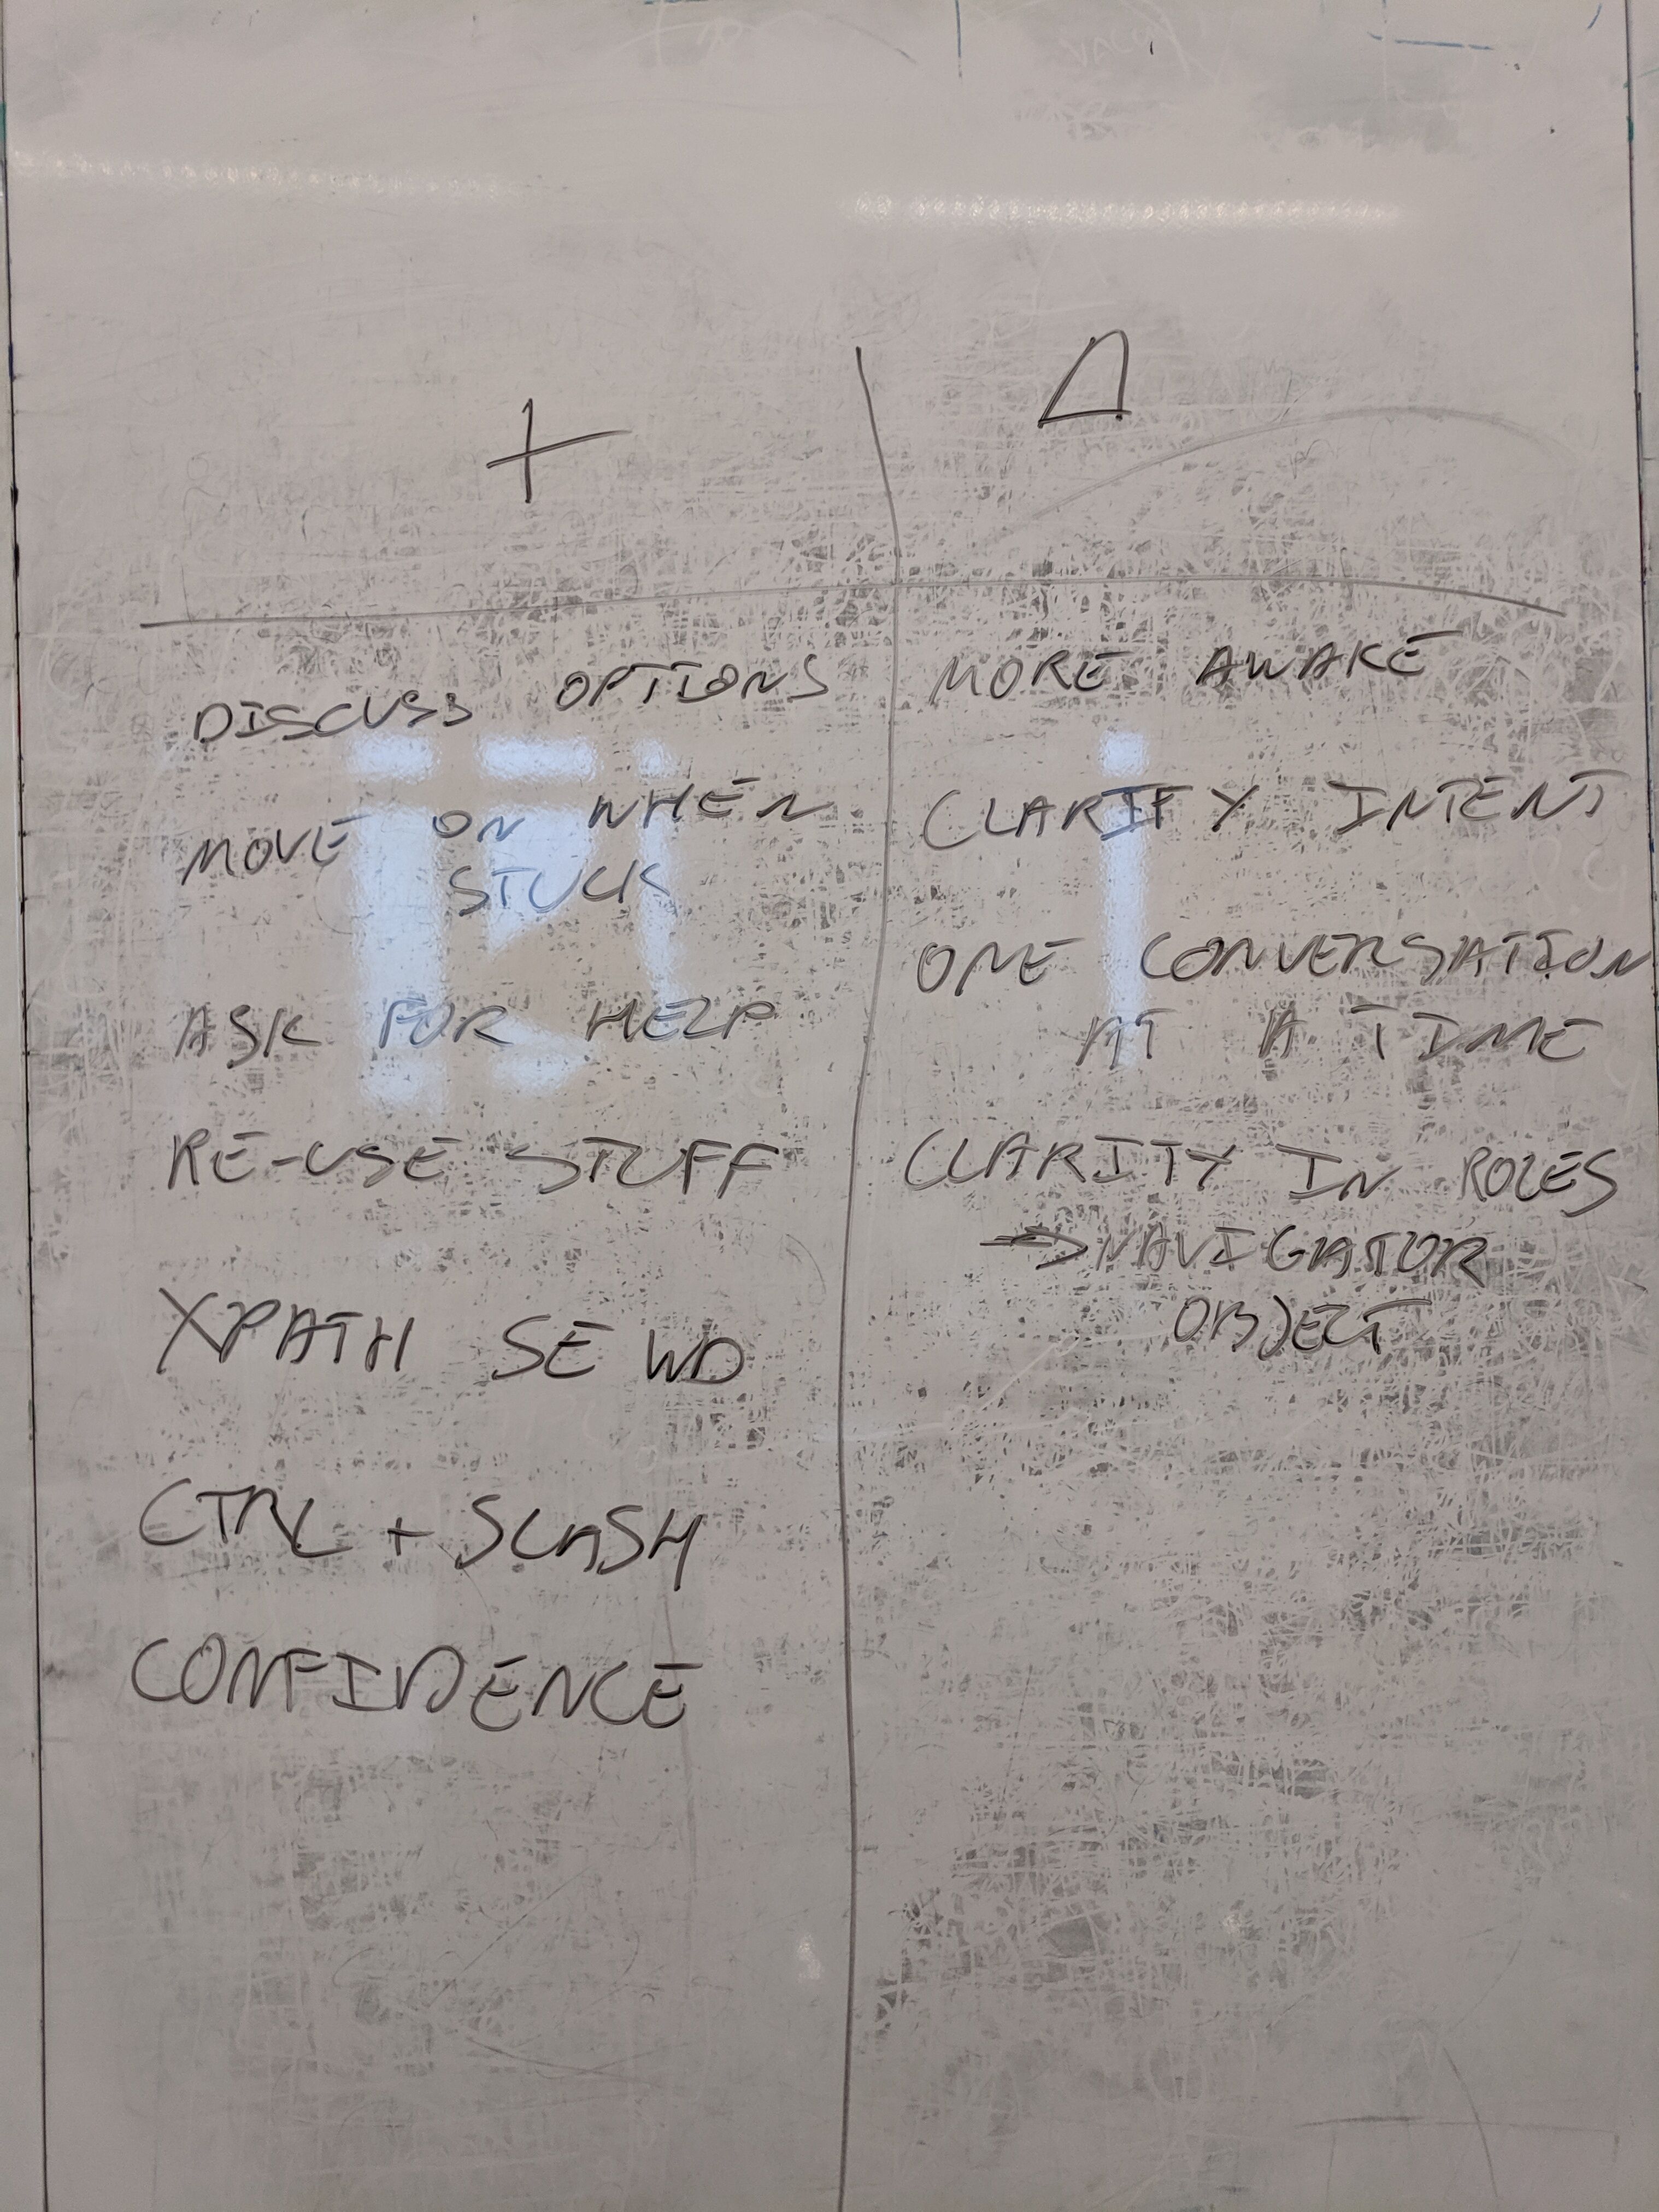 +
DISCUSS OPTIONS
MOVE ON WHEN
STUCK
ASK FOR HELP
RE-USE STUFF
XPATH SE WD
CTRL + SLASH
CONFIDENCE
Δ
MORE AWAKE
CLARIFY INTENT
ONE CONVERSATION
AT A TIME
CLARITY IN ROLES
⇒ NAVIGATOR
OBJECT